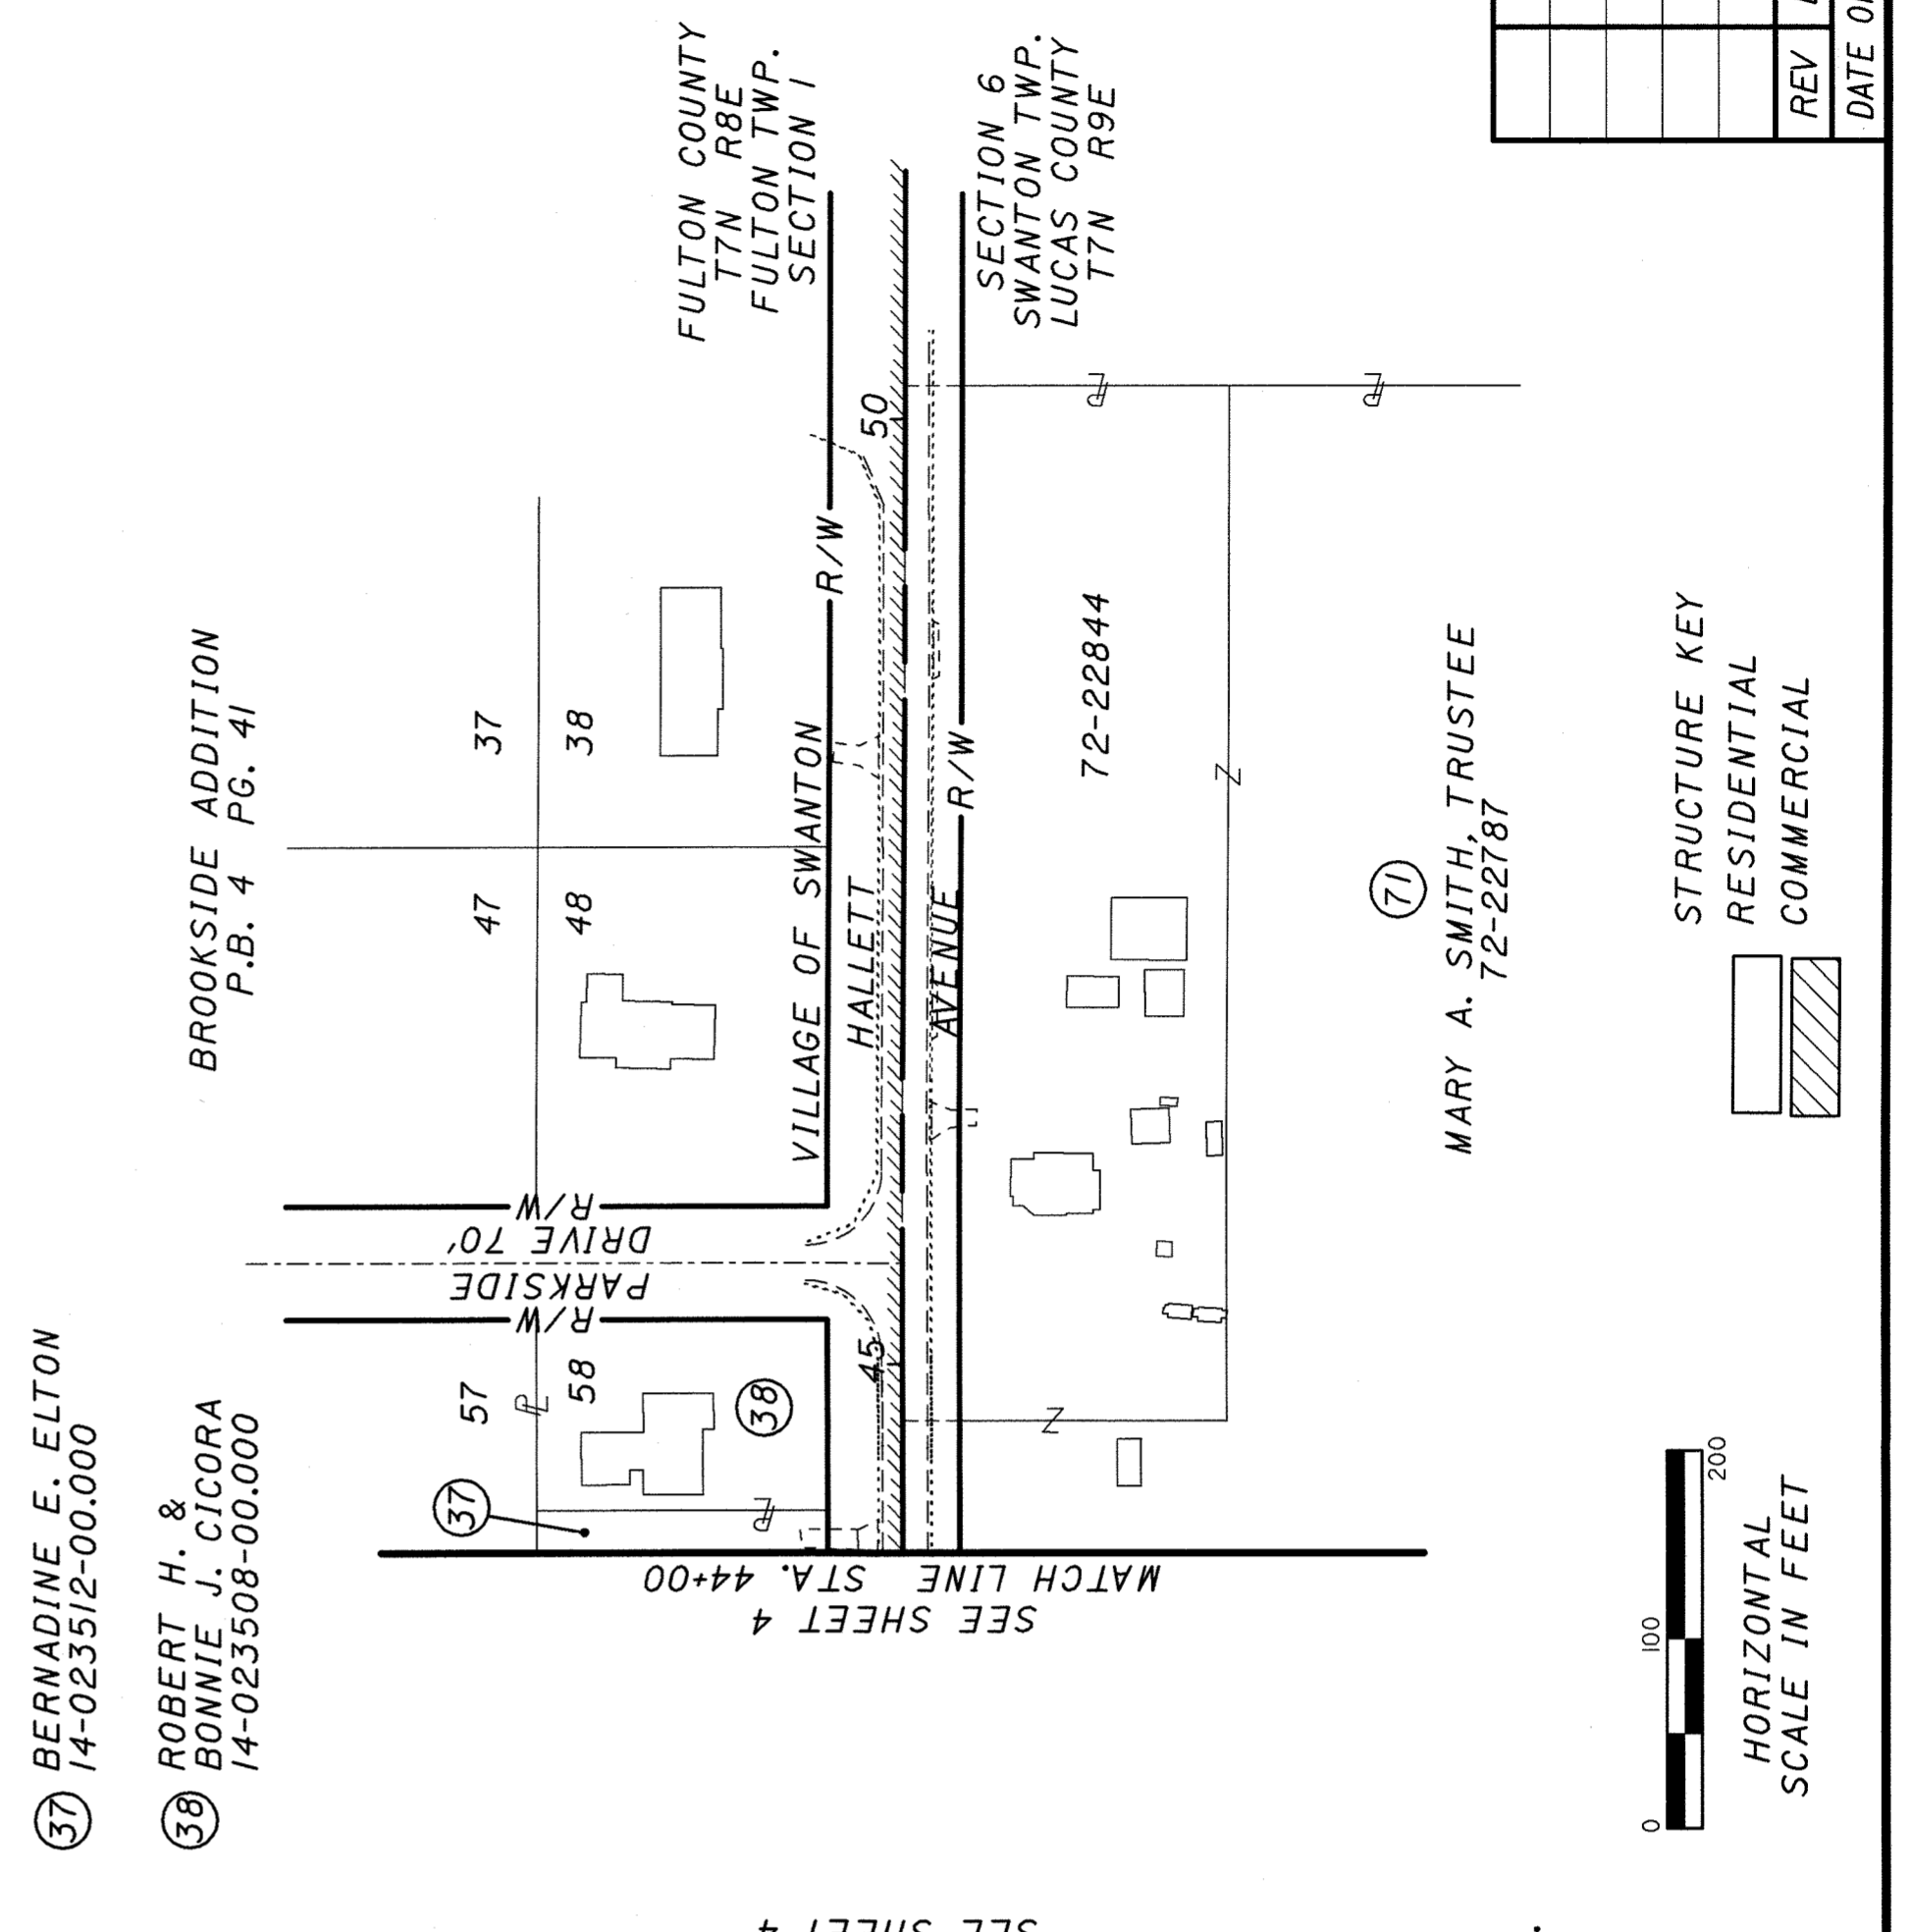 37 BERNADINE E. ELTON
14-023512-00.000
38 ROBERT H. &
BONNIE J. CICORA
14-023508-00.000
BROOKSIDE ADDITION
P.B. 4 PG. 41
57
58
47
48
37
38
37
38
R/W
PARKSIDE
DRIVE 70'
R/W
FULTON COUNTY
T7N R8E
FULTON TWP.
SECTION 1
VILLAGE OF SWANTON
R/W
HALLETT
45
50
AVENUE
R/W
SECTION 6
SWANTON TWP.
LUCAS COUNTY
T7N R9E
MATCH LINE STA. 44+00
SEE SHEET 4
72-22844
71
MARY A. SMITH, TRUSTEE
72-22787
STRUCTURE KEY
RESIDENTIAL
COMMERCIAL
0 100 200
HORIZONTAL
SCALE IN FEET
REV
DATE
SEE SHEET 4